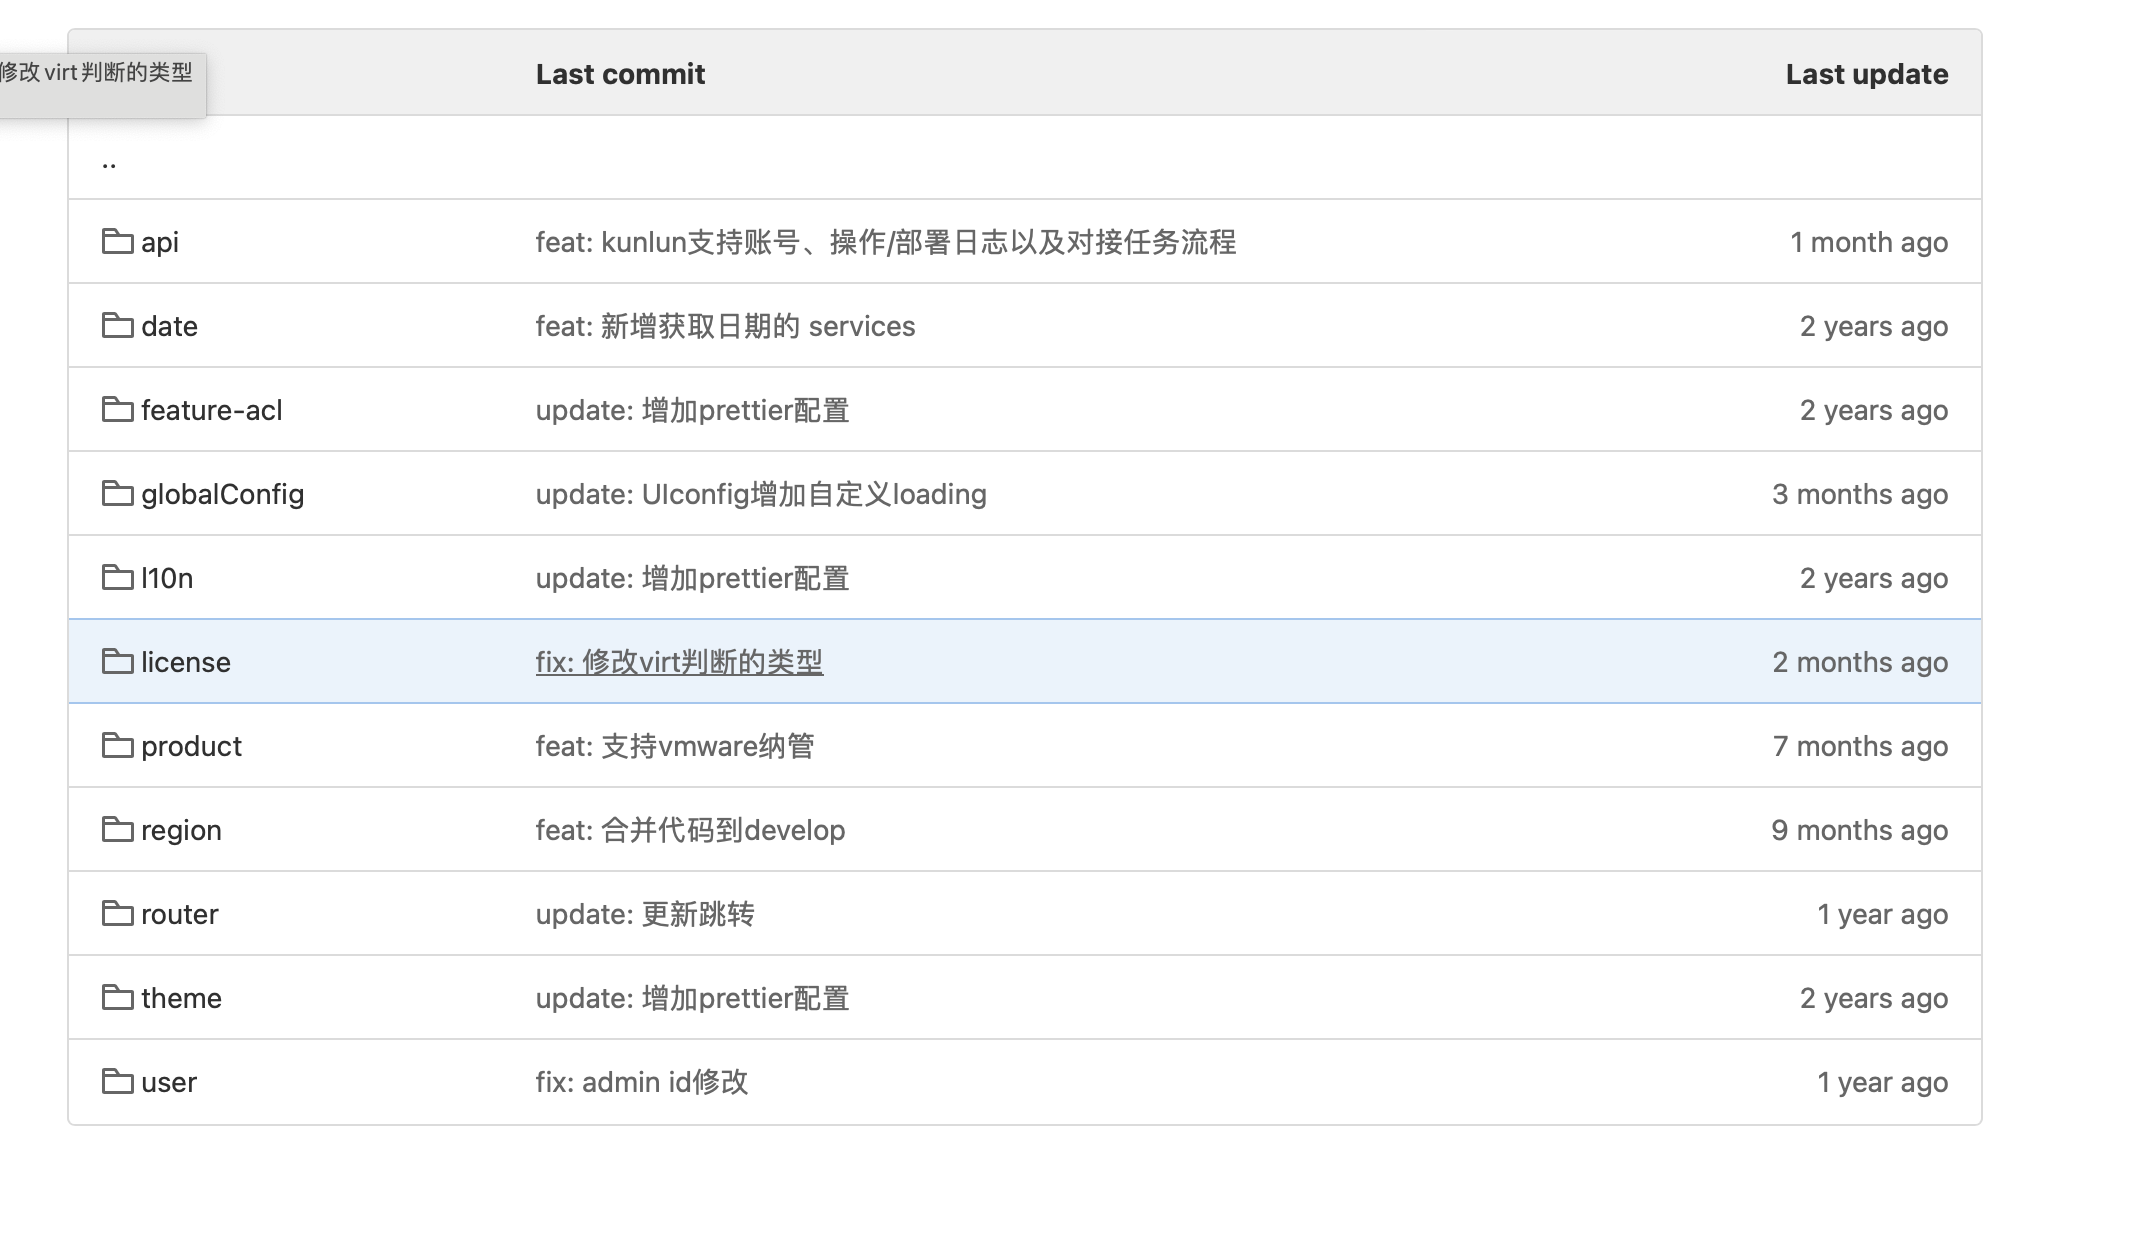 修改virt判断的类型
Last commit Last update
..
api feat: kunlun支持账号、操作/部署日志以及对接任务流程 1 month ago
date feat: 新增获取日期的 services 2 years ago
feature-acl update: 增加prettier配置 2 years ago
globalConfig update: UIconfig增加自定义loading 3 months ago
l10n update: 增加prettier配置 2 years ago
license fix: 修改virt判断的类型 2 months ago
product feat: 支持vmware纳管 7 months ago
region feat: 合并代码到develop 9 months ago
router update: 更新跳转 1 year ago
theme update: 增加prettier配置 2 years ago
user fix: admin id修改 1 year ago